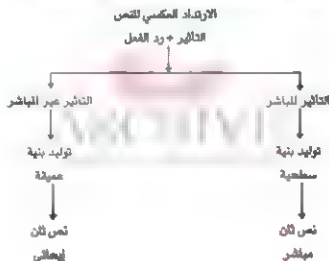 الارتداد العكسي للنص
التأثير + رد الفعل
التأثير المباشر
التأثير غير المباشر
توليد بنية
سطحية
توليد بنية
عميقة
نص ثان
مباشر
نص ثان
إيحائي
ARCHIVE